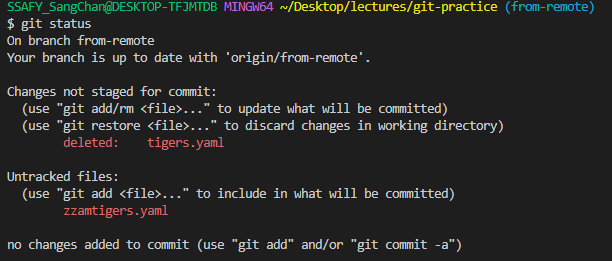 SSAFY_SangChan@DESKTOP-TFJMTDB MINGW64 ~/Desktop/lectures/git-practice (from-remote)
$ git status
On branch from-remote
Your branch is up to date with 'origin/from-remote'.

Changes not staged for commit:
  (use "git add/rm <file>..." to update what will be committed)
  (use "git restore <file>..." to discard changes in working directory)
        deleted:    tigers.yaml

Untracked files:
  (use "git add <file>..." to include in what will be committed)
        zzamtigers.yaml

no changes added to commit (use "git add" and/or "git commit -a")